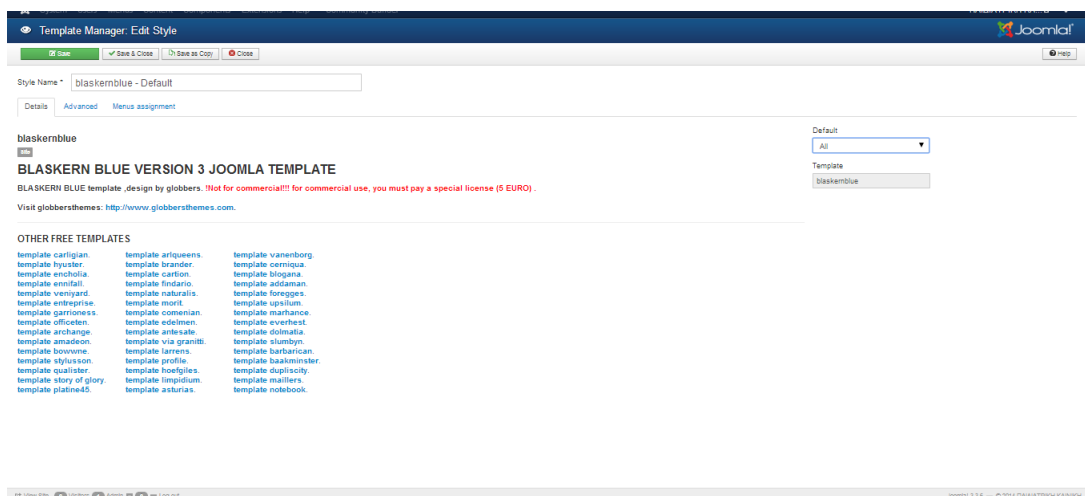 Template Manager: Edit Style
Joomla!
Save
Save & Close
Save as Copy
Close
Help
Style Name *
blaskernblue - Default
Details
Advanced
Menus assignment
blaskernblue
BLASKERN BLUE VERSION 3 JOOMLA TEMPLATE
BLASKERN BLUE template ,design by globbers. !Not for commercial!!! for commercial use, you must pay a special license (5 EURO) .
Visit globbersthemes: http://www.globbersthemes.com.
Default
All
Template
blaskernblue
OTHER FREE TEMPLATES
template carligian. template arlqueens. template vanenborg.
template hyuster. template brander. template cerniqua.
template encholia. template cartion. template blogana.
template ennifall. template findario. template addaman.
template veniyard. template naturalis. template foregges.
template entreprise. template morit. template upsilum.
template garrioness. template comenian. template marhance.
template officeten. template edelmen. template everhest.
template archange. template antesate. template dolmatia.
template amadeon. template via granitti. template slumbyn.
template bowwne. template larrens. template barbarican.
template stylusson. template profile. template baakminster.
template qualister. template hoefgiles. template dupliscity.
template story of glory. template limpidium. template maillers.
template platine45. template asturias. template notebook.